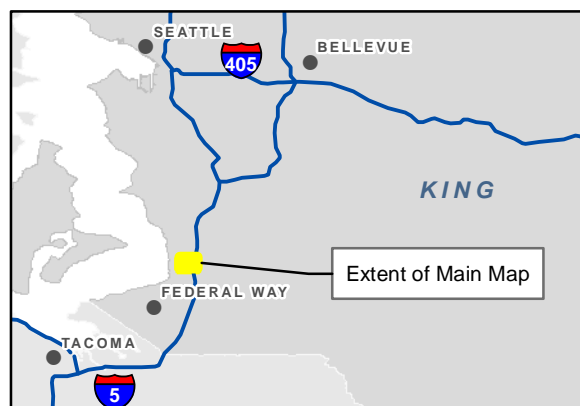 SEATTLE
BELLEVUE
405
KING
Extent of Main Map
FEDERAL WAY
TACOMA
5